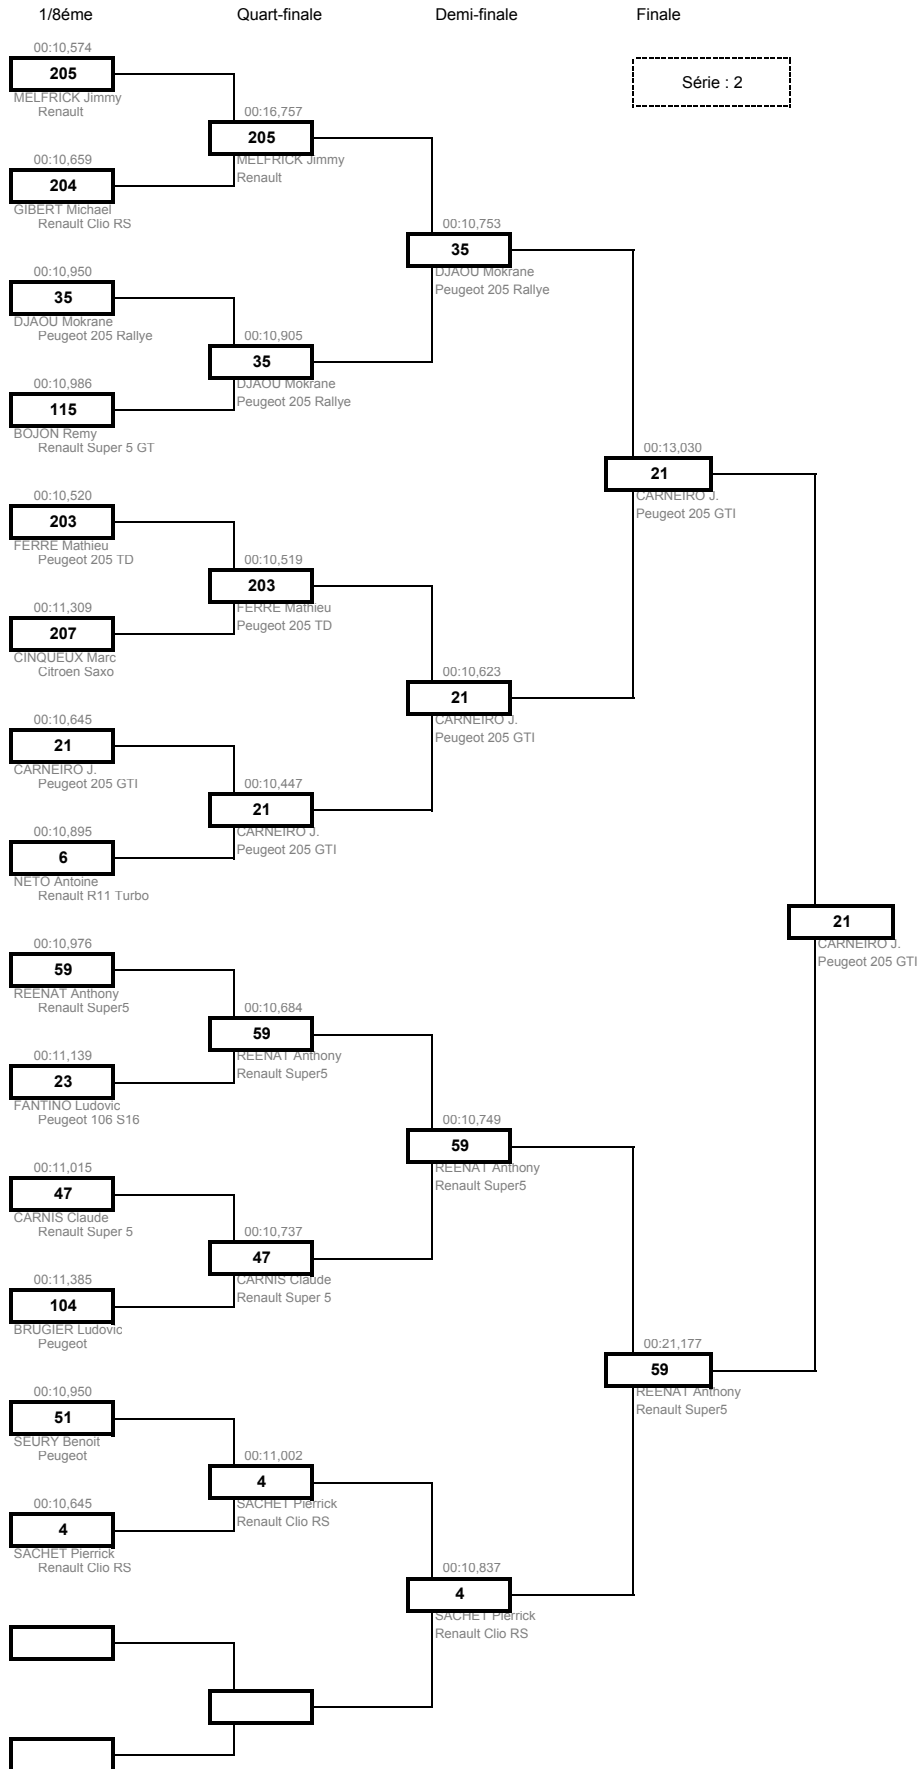 1/8éme
Quart-finale
Demi-finale
Finale
Série : 2
00:10,574
205
MELFRICK Jimmy
Renault
00:10,659
204
GIBERT Michael
Renault Clio RS
00:10,950
35
DJAOU Mokrane
Peugeot 205 Rallye
00:10,986
115
BOJON Remy
Renault Super 5 GT
00:10,520
203
FERRE Mathieu
Peugeot 205 TD
00:11,309
207
CINQUEUX Marc
Citroen Saxo
00:10,645
21
CARNEIRO J.
Peugeot 205 GTI
00:10,895
6
NETO Antoine
Renault R11 Turbo
00:10,976
59
REENAT Anthony
Renault Super5
00:11,139
23
FANTINO Ludovic
Peugeot 106 S16
00:11,015
47
CARNIS Claude
Renault Super 5
00:11,385
104
BRUGIER Ludovic
Peugeot
00:10,950
51
SEURY Benoit
Peugeot
00:10,645
4
SACHET Pierrick
Renault Clio RS
00:16,757
205
MELFRICK Jimmy
Renault
00:10,905
35
DJAOU Mokrane
Peugeot 205 Rallye
00:10,519
203
FERRE Mathieu
Peugeot 205 TD
00:10,447
21
CARNEIRO J.
Peugeot 205 GTI
00:10,684
59
REENAT Anthony
Renault Super5
00:10,737
47
CARNIS Claude
Renault Super 5
00:11,002
4
SACHET Pierrick
Renault Clio RS
00:10,753
35
DJAOU Mokrane
Peugeot 205 Rallye
00:10,623
21
CARNEIRO J.
Peugeot 205 GTI
00:10,749
59
REENAT Anthony
Renault Super5
00:10,837
4
SACHET Pierrick
Renault Clio RS
00:13,030
21
CARNEIRO J.
Peugeot 205 GTI
00:21,177
59
REENAT Anthony
Renault Super5
21
CARNEIRO J.
Peugeot 205 GTI